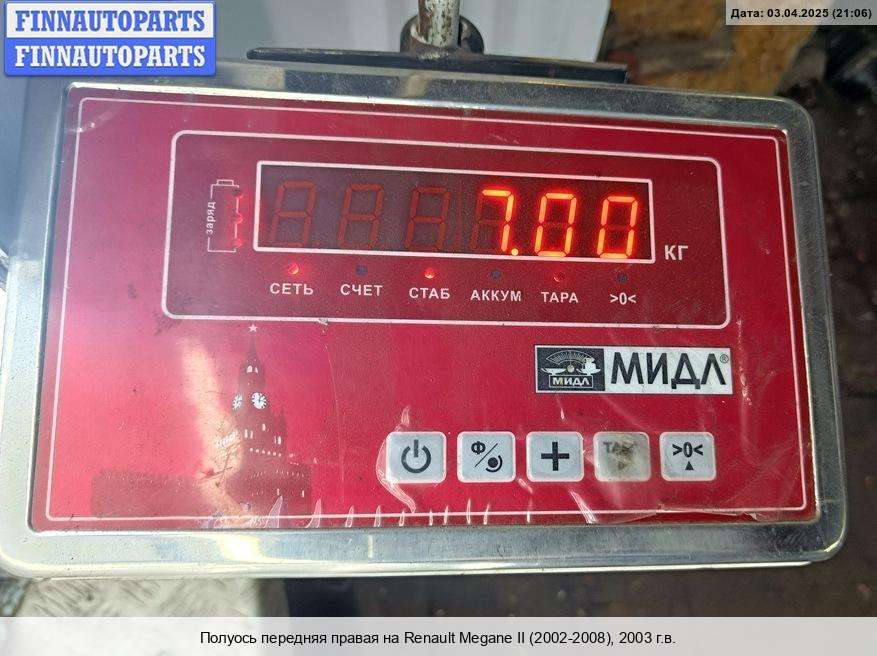 FINNAUTOPARTS
FINNAUTOPARTS
Дата: 03.04.2025 (21:06)
заряд
7.00
КГ
СЕТЬ СЧЕТ СТАБ АККУМ ТАРА >0<
МИДЛ МИДЛ®
Ф >0<
Полуось передняя правая на Renault Megane II (2002-2008), 2003 г.в.